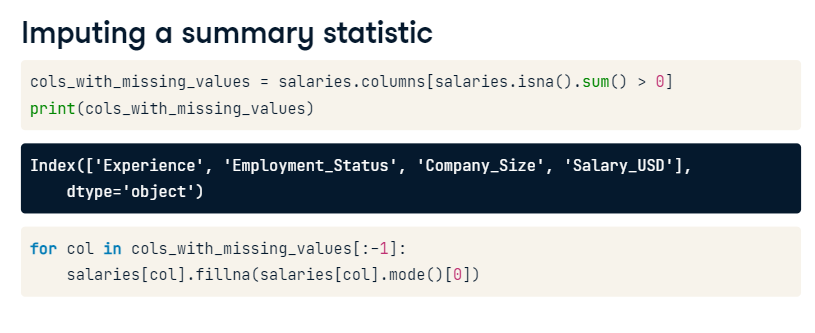 Imputing a summary statistic
cols_with_missing_values = salaries.columns[salaries.isna().sum() > 0]
print(cols_with_missing_values)
Index(['Experience', 'Employment_Status', 'Company_Size', 'Salary_USD'],
    dtype='object')
for col in cols_with_missing_values[:-1]:
    salaries[col].fillna(salaries[col].mode()[0])